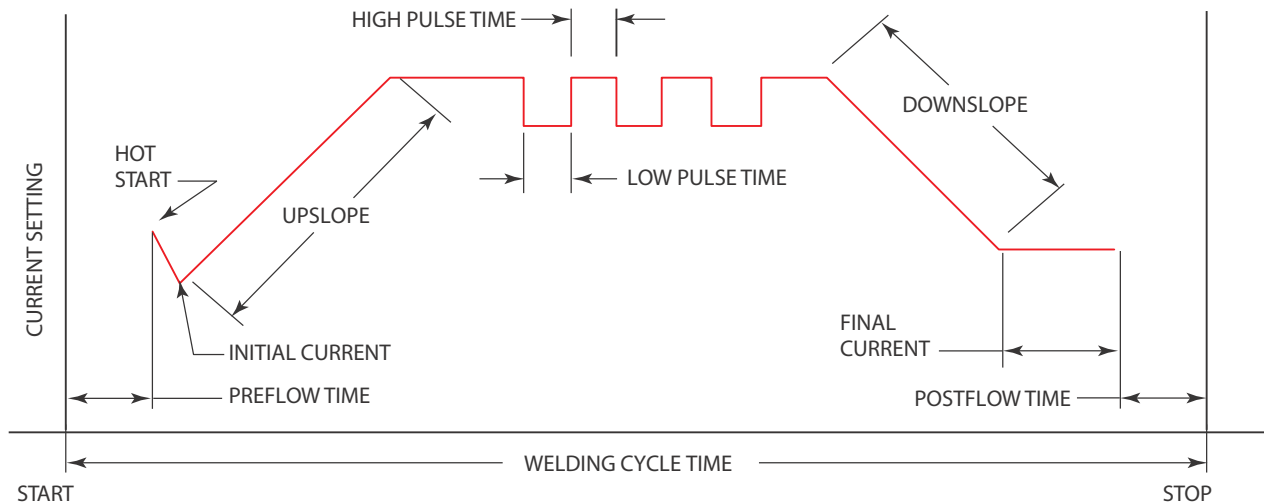 HIGH PULSE TIME
DOWNSLOPE
HOT
START
LOW PULSE TIME
UPSLOPE
CURRENT SETTING
FINAL
CURRENT
INITIAL CURRENT
PREFLOW TIME
POSTFLOW TIME
WELDING CYCLE TIME
START
STOP